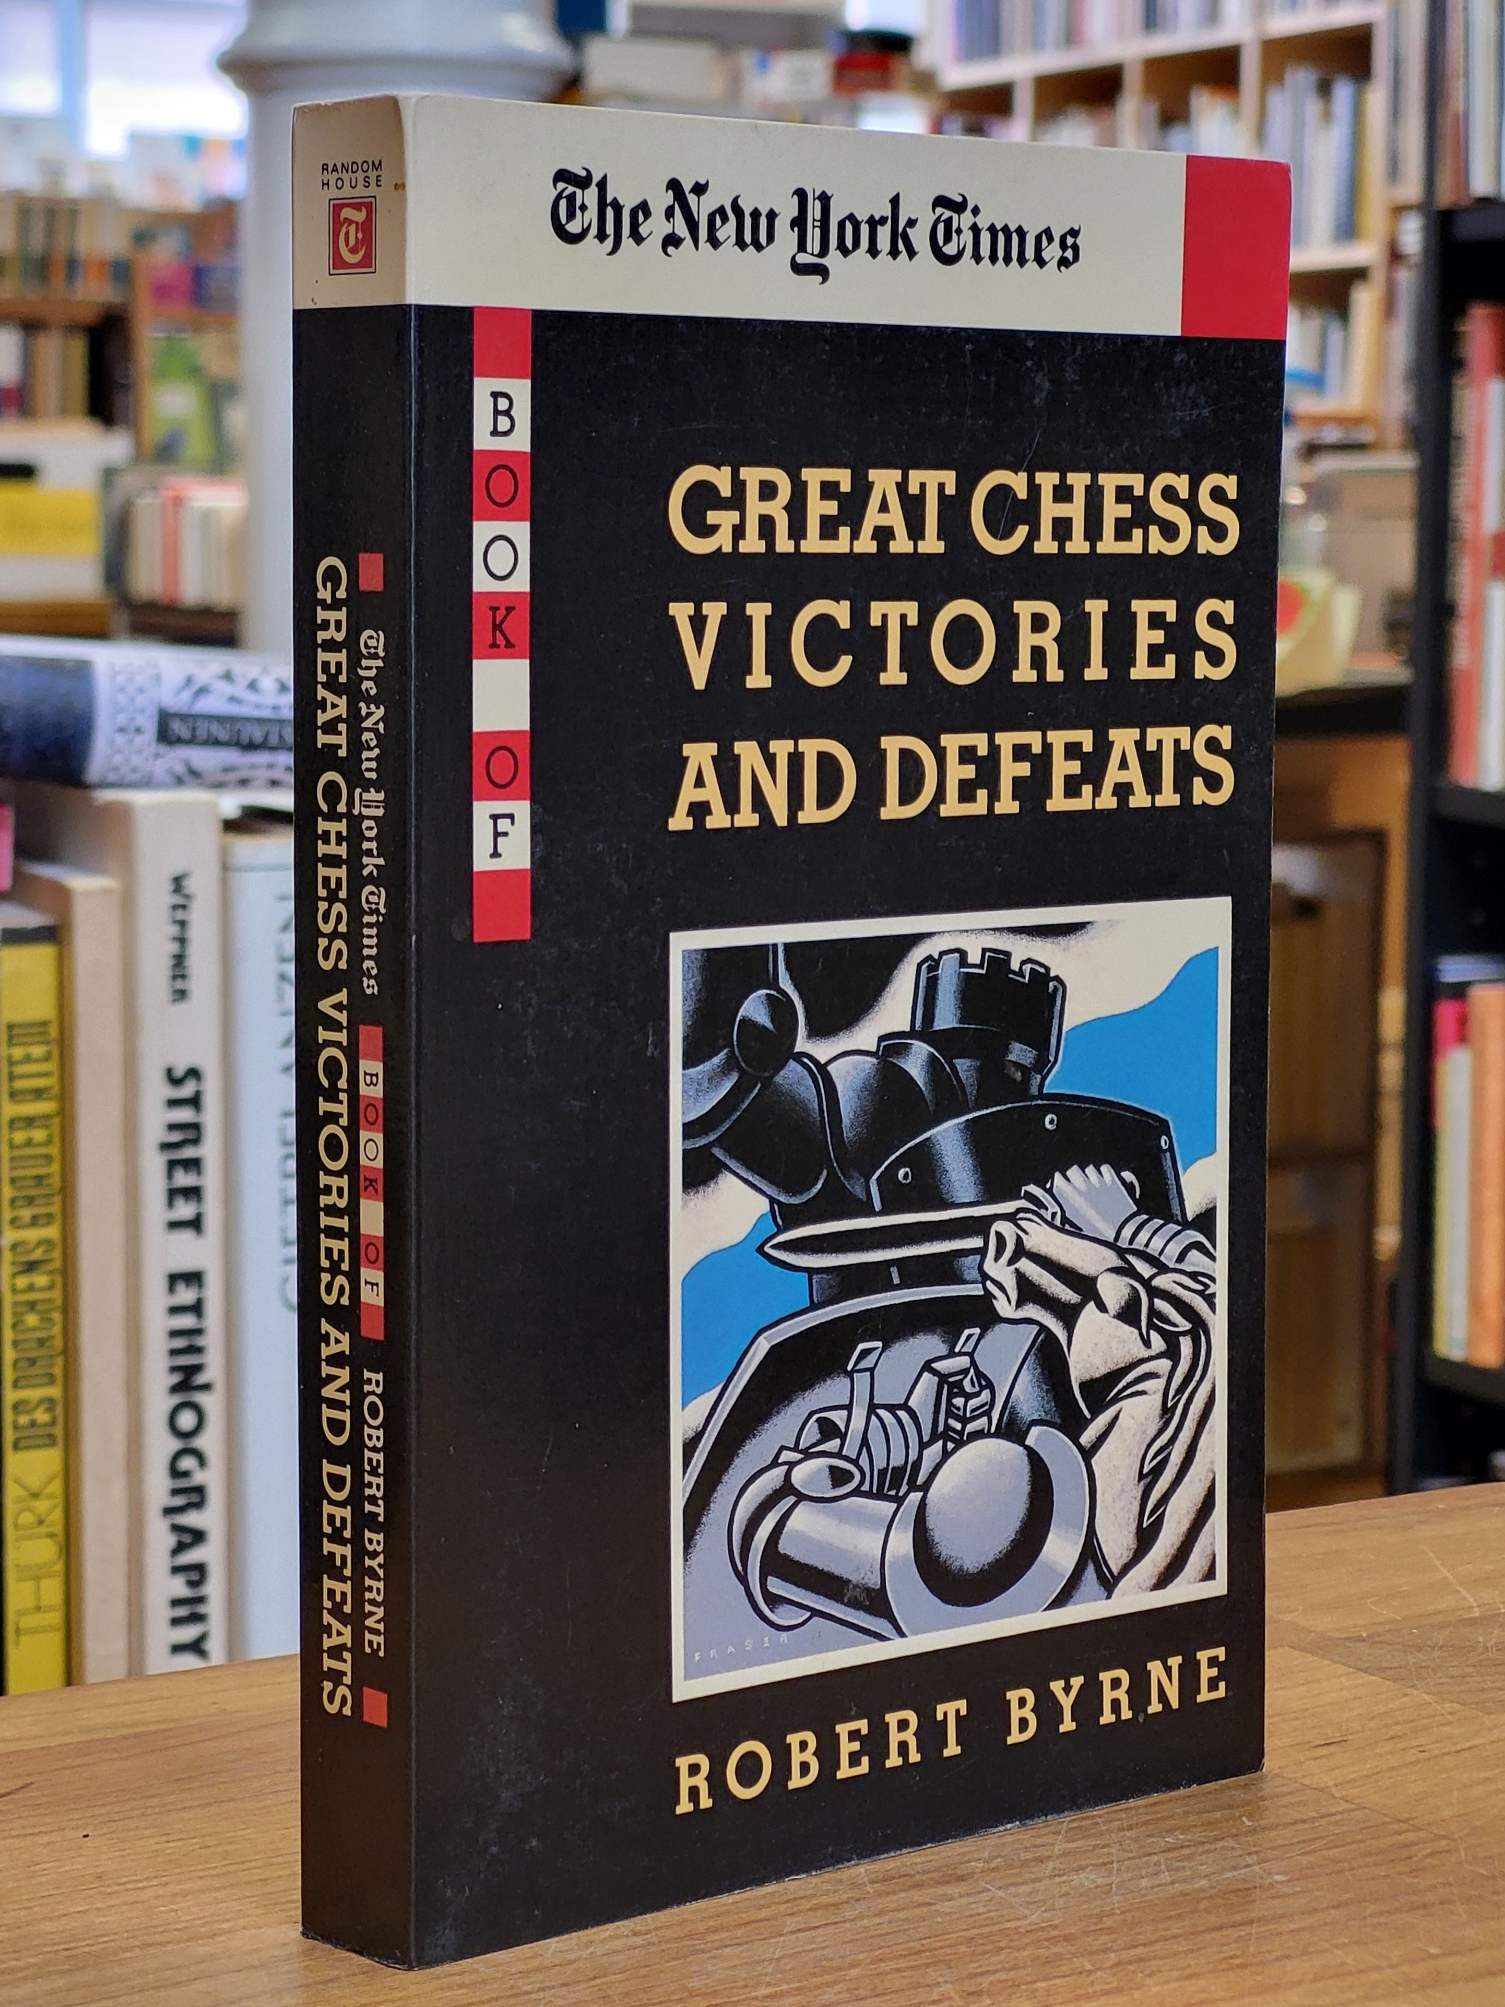 RANDOM
HOUSE
T
The New York Times
BOOK OF
GREAT CHESS
VICTORIES
AND DEFEATS
FRASER
ROBERT BYRNE
The New York Times BOOK OF ROBERT BYRNE
GREAT CHESS VICTORIES AND DEFEATS
STAUNEN
WEPPNER STREET ETHNOGRAPHY
THURK DES DRACHENS GRAUER ATEM